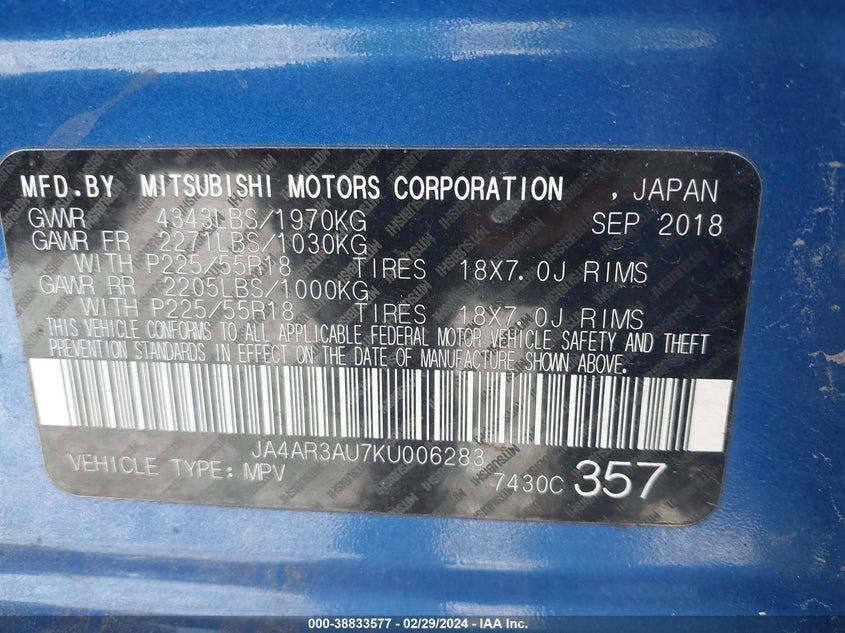 MFD.BY MITSUBISHI MOTORS CORPORATION , JAPAN
GVWR 4343LBS/1970KG SEP 2018
GAWR FR 2271LBS/1030KG
WITH P225/55R18 TIRES 18X7.0J RIMS
GAWR RR 2205LBS/1000KG
WITH P225/55R18 TIRES 18X7.0J RIMS
THIS VEHICLE CONFORMS TO ALL APPLICABLE FEDERAL MOTOR VEHICLE SAFETY AND THEFT
PREVENTION STANDARDS IN EFFECT ON THE DATE OF MANUFACTURE SHOWN ABOVE.
JA4AR3AU7KU006283
VEHICLE TYPE: MPV 7430C 357
000-38833577 - 02/29/2024 - IAA Inc.